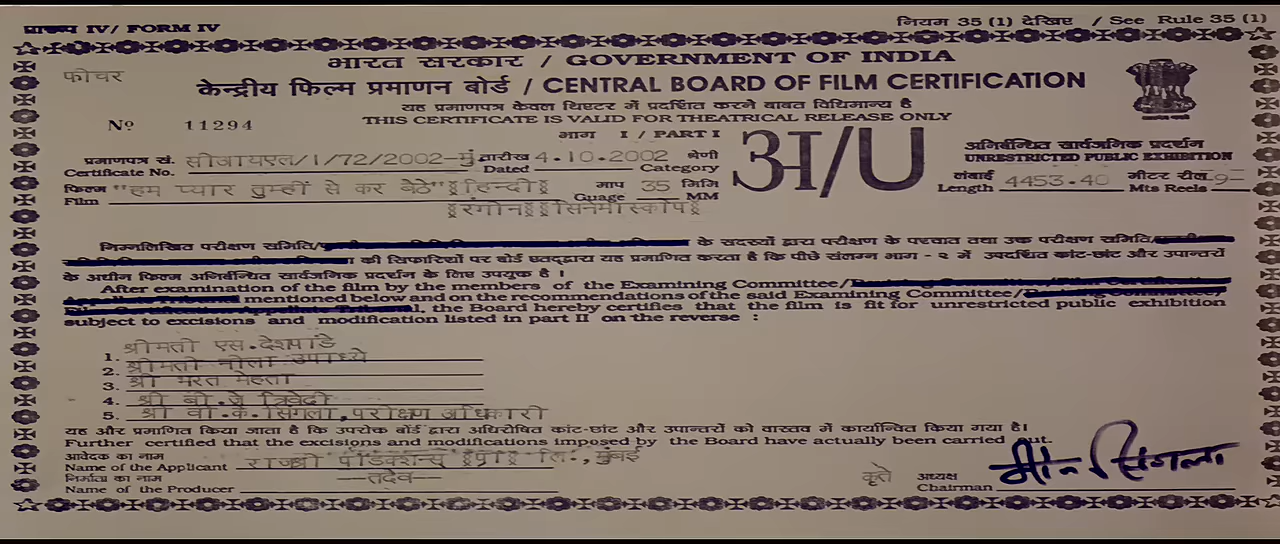 प्रारूप IV/ FORM IV
नियम 35 (1) देखिए / See Rule 35 (1)
भारत सरकार / GOVERNMENT OF INDIA
फीचर
केन्द्रीय फिल्म प्रमाणन बोर्ड / CENTRAL BOARD OF FILM CERTIFICATION
यह प्रमाणपत्र केवल थिएटर में प्रदर्शित करने बाबत विधिमान्य है
THIS CERTIFICATE IS VALID FOR THEATRICAL RELEASE ONLY
Nº 11294
भाग I / PART I
अ/U
अनिर्बन्धित सार्वजनिक प्रदर्शन
UNRESTRICTED PUBLIC EXHIBITION
प्रमाणपत्र सं. सीआयएल/1/72/2002-मुं तारीख 4.10.2002 श्रेणी
Certificate No. Dated Category
लंबाई 4453.40 मीटर रील -9-
Length Mts Reels
फिल्म "हम प्यार तुम्हीं से कर बैठे" (हिन्दी) माप 35 मिमि
Film Guage MM
(रंगीन) (सिनेमास्कोप)
निम्नलिखित परीक्षण समिति/ के सदस्यों द्वारा परीक्षण के पश्चात तथा उक्त परीक्षण समिति/
की सिफारिशों पर बोर्ड एतद्द्वारा यह प्रमाणित करता है कि पीछे संलग्न भाग - २ में उपदर्शित कांट-छांट और उपान्तरों
के अधीन फिल्म अनिर्बन्धित सार्वजनिक प्रदर्शन के लिए उपयुक्त है ।
After examination of the film by the members of the Examining Committee/
mentioned below and on the recommendations of the said Examining Committee/
, the Board hereby certifies that the film is fit for unrestricted public exhibition
subject to excisions and modification listed in part II on the reverse :
1. श्रीमती एस.देशपांडे
2. श्रीमती नीला उपाध्ये
3. श्री भरत मेहता
4. श्री बी.जे त्रिवेदी
5. श्री वी.के.सिंगला, परीक्षण अधिकारी
यह और प्रमाणित किया जाता है कि उपरोक्त बोर्ड द्वारा अधिरोपित कांट-छांट और उपान्तरों को वास्तव में कार्यान्वित किया गया है।
Further certified that the excisions and modifications imposed by the Board have actually been carried out.
आवेदक का नाम राजश्री प्रोडक्शन्स (प्रा) लि., मुंबई
Name of the Applicant
निर्माता का नाम —तदैव—
Name of the Producer
कृते अध्यक्ष
Chairman